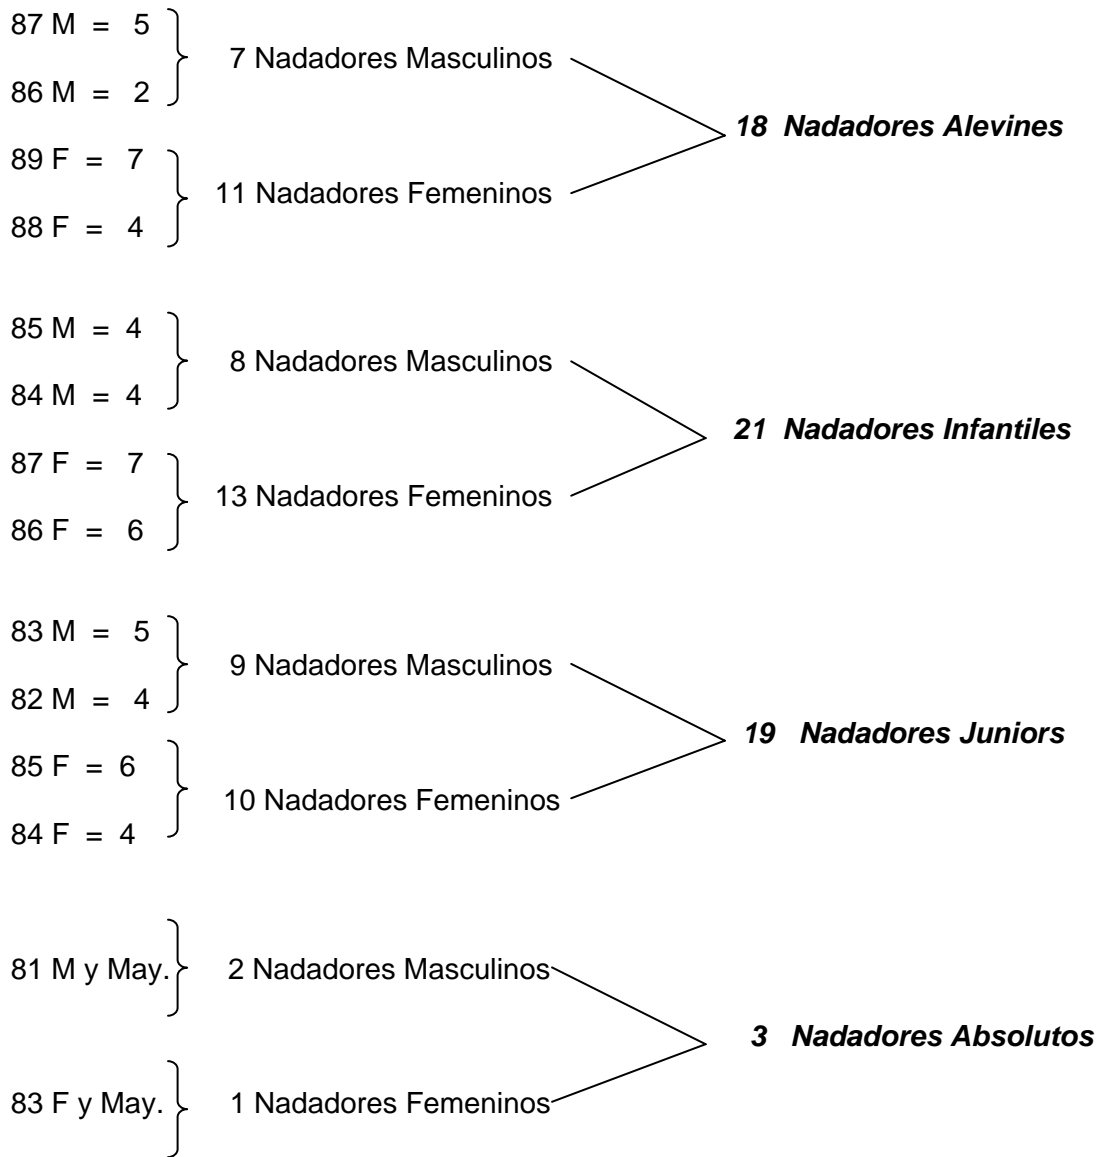 87 M = 5
7 Nadadores Masculinos
86 M = 2
18 Nadadores Alevines
89 F = 7
11 Nadadores Femeninos
88 F = 4
85 M = 4
8 Nadadores Masculinos
84 M = 4
21 Nadadores Infantiles
87 F = 7
13 Nadadores Femeninos
86 F = 6
83 M = 5
9 Nadadores Masculinos
82 M = 4
19 Nadadores Juniors
85 F = 6
10 Nadadores Femeninos
84 F = 4
81 M y May.
2 Nadadores Masculinos
3 Nadadores Absolutos
83 F y May.
1 Nadadores Femeninos